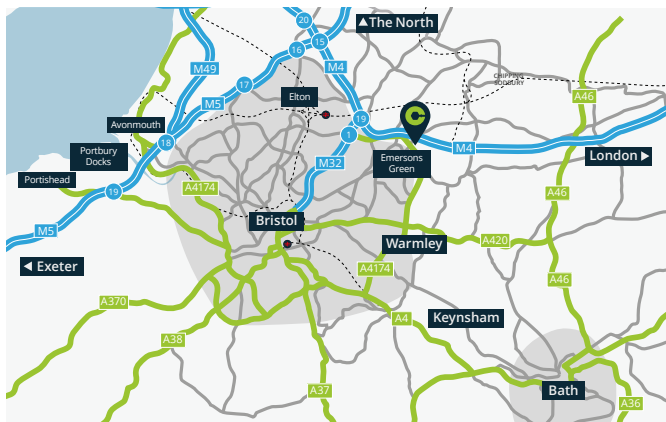 20
▲The North
15
16
M4
M49
17
CHIPPING
SODBURY
M5
Elton
A46
19
Avonmouth
1
18
M4
Portbury
Docks
M32
Emersons
Green
London ▶
Portishead
A4174
19
A46
Bristol
M5
A420
Warmley
◀ Exeter
A4174
A46
A370
A4
Keynsham
A38
A37
Bath
A36